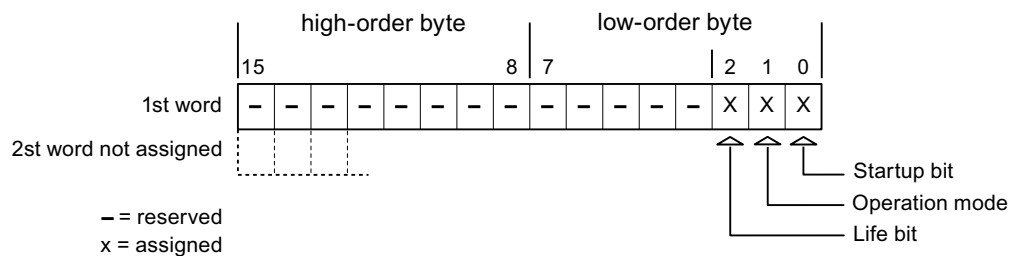 high-order byte low-order byte
15 8 7 2 1 0
1st word – – – – – – – – – – – – – X X X
2st word not assigned
Startup bit
– = reserved
Operation mode
x = assigned
Life bit